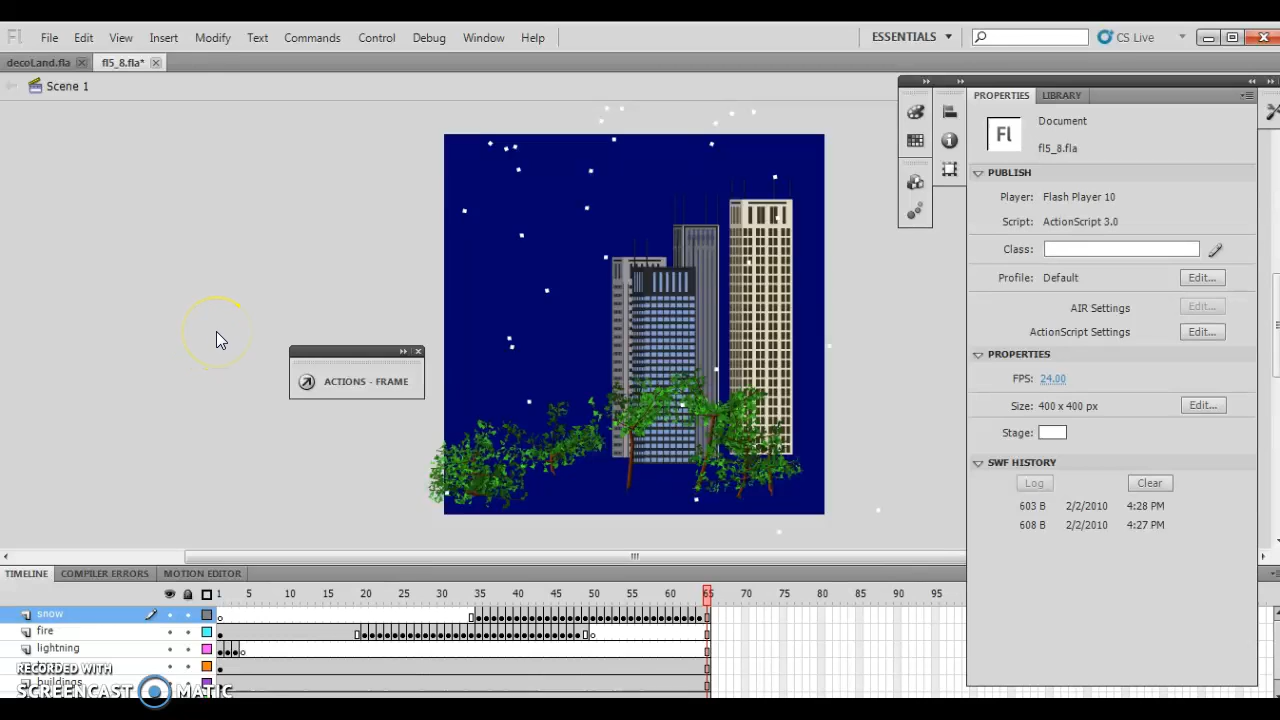 Fl File Edit View Insert Modify Text Commands Control Debug Window Help ESSENTIALS CS Live
decoLand.fla fl5_8.fla*
Scene 1
PROPERTIES LIBRARY
Fl Document
fl5_8.fla
PUBLISH
Player: Flash Player 10
Script: ActionScript 3.0
Class:
Profile: Default Edit...
AIR Settings Edit...
ActionScript Settings Edit...
PROPERTIES
FPS: 24.00
Size: 400 x 400 px Edit...
Stage:
SWF HISTORY
Log Clear
603 B 2/2/2010 4:28 PM
608 B 2/2/2010 4:27 PM
ACTIONS - FRAME
TIMELINE COMPILER ERRORS MOTION EDITOR
1 5 10 15 20 25 30 35 40 45 50 55 60 65 70 75 80 85 90 95
snow
fire
lightning
buildings
RECORDED WITH
SCREENCAST MATIC